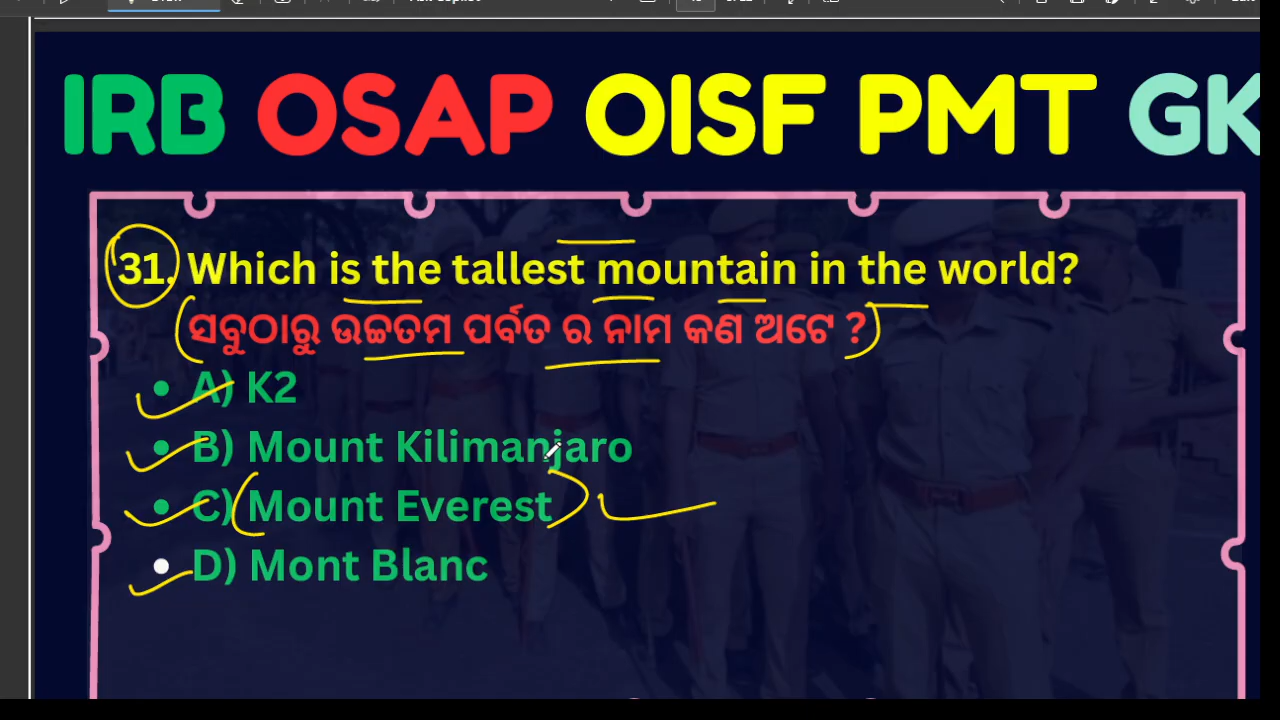 IRB OSAP OISF PMT GK
31. Which is the tallest mountain in the world?
(ସବୁଠାରୁ ଉଚ୍ଚତମ ପର୍ବତ ର ନାମ କଣ ଅଟେ ?)
A) K2
B) Mount Kilimanjaro
C) (Mount Everest)
D) Mont Blanc